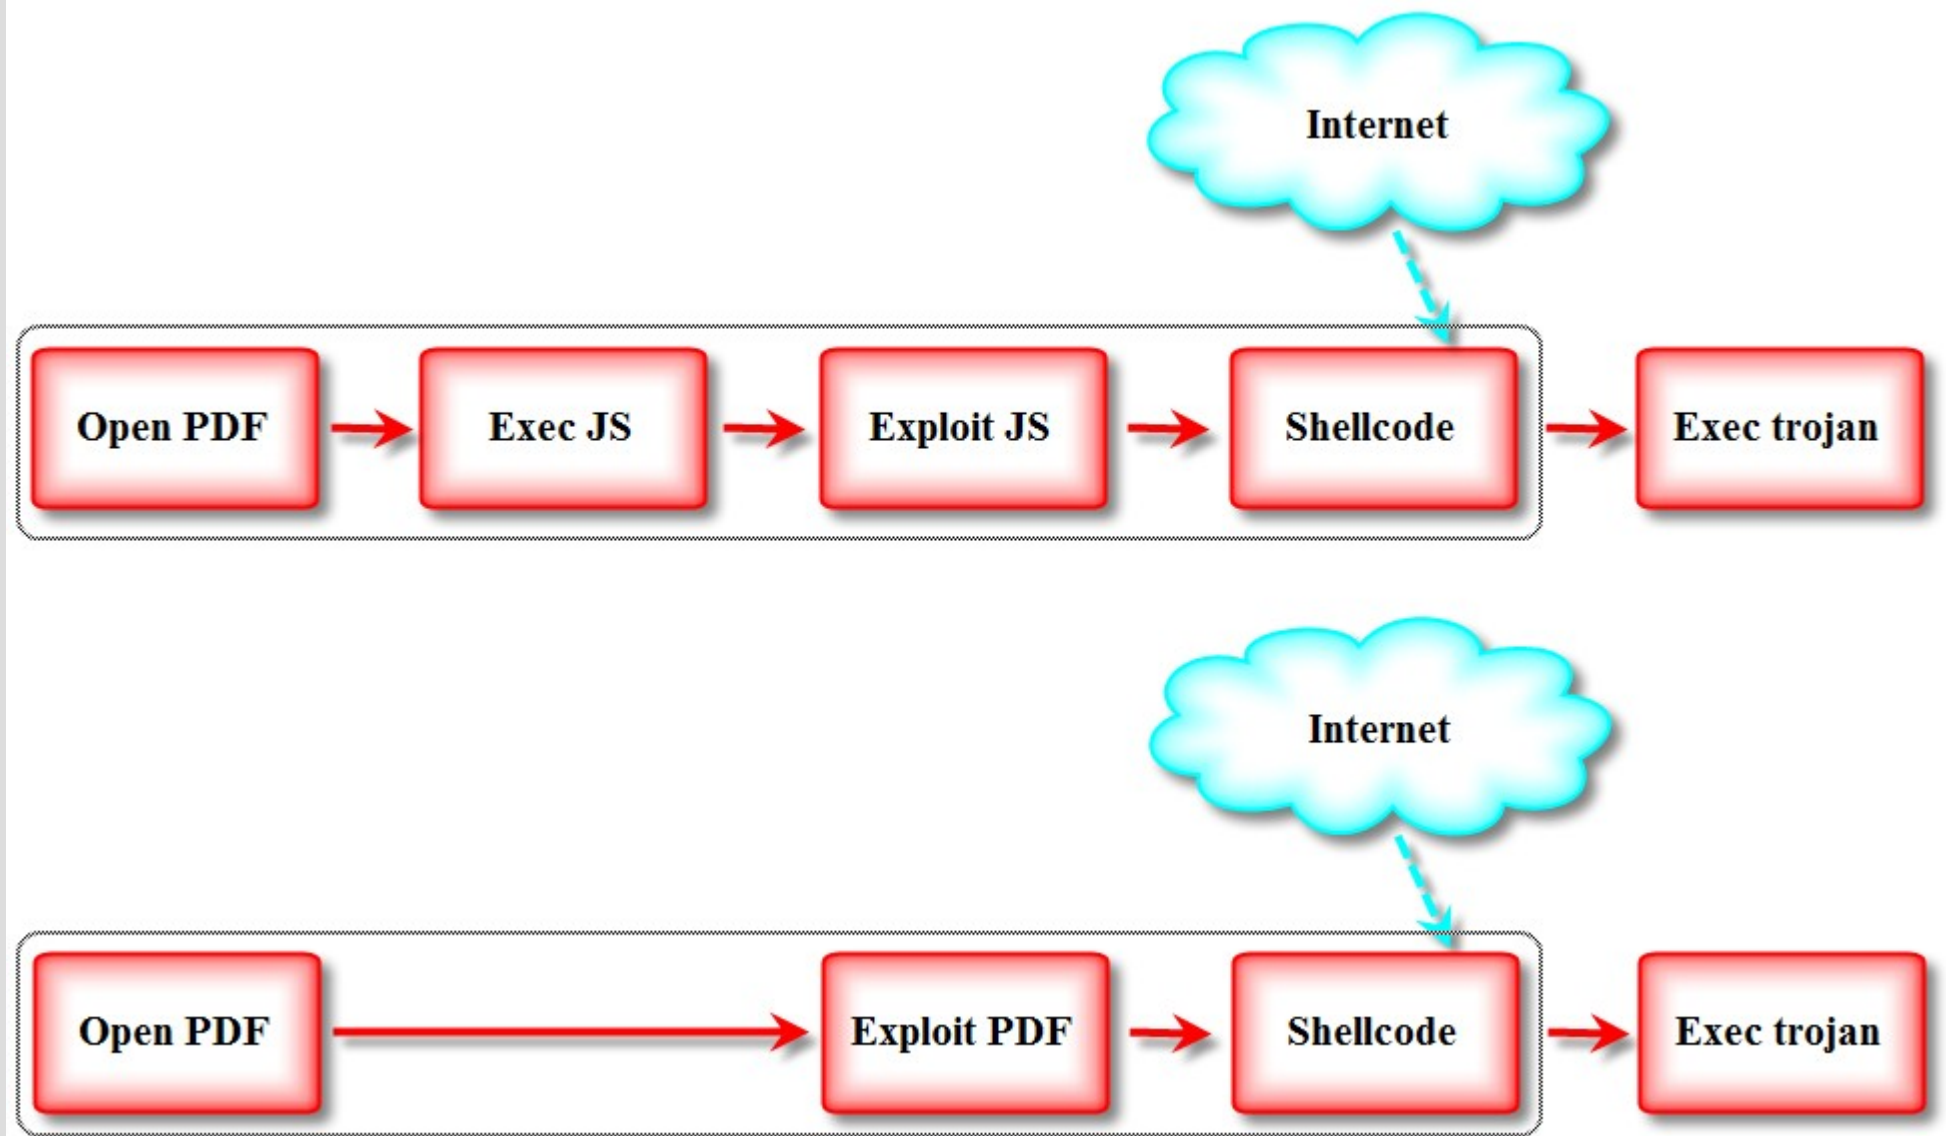 Internet
Open PDF
Exec JS
Exploit JS
Shellcode
Exec trojan
Internet
Open PDF
Exploit PDF
Shellcode
Exec trojan